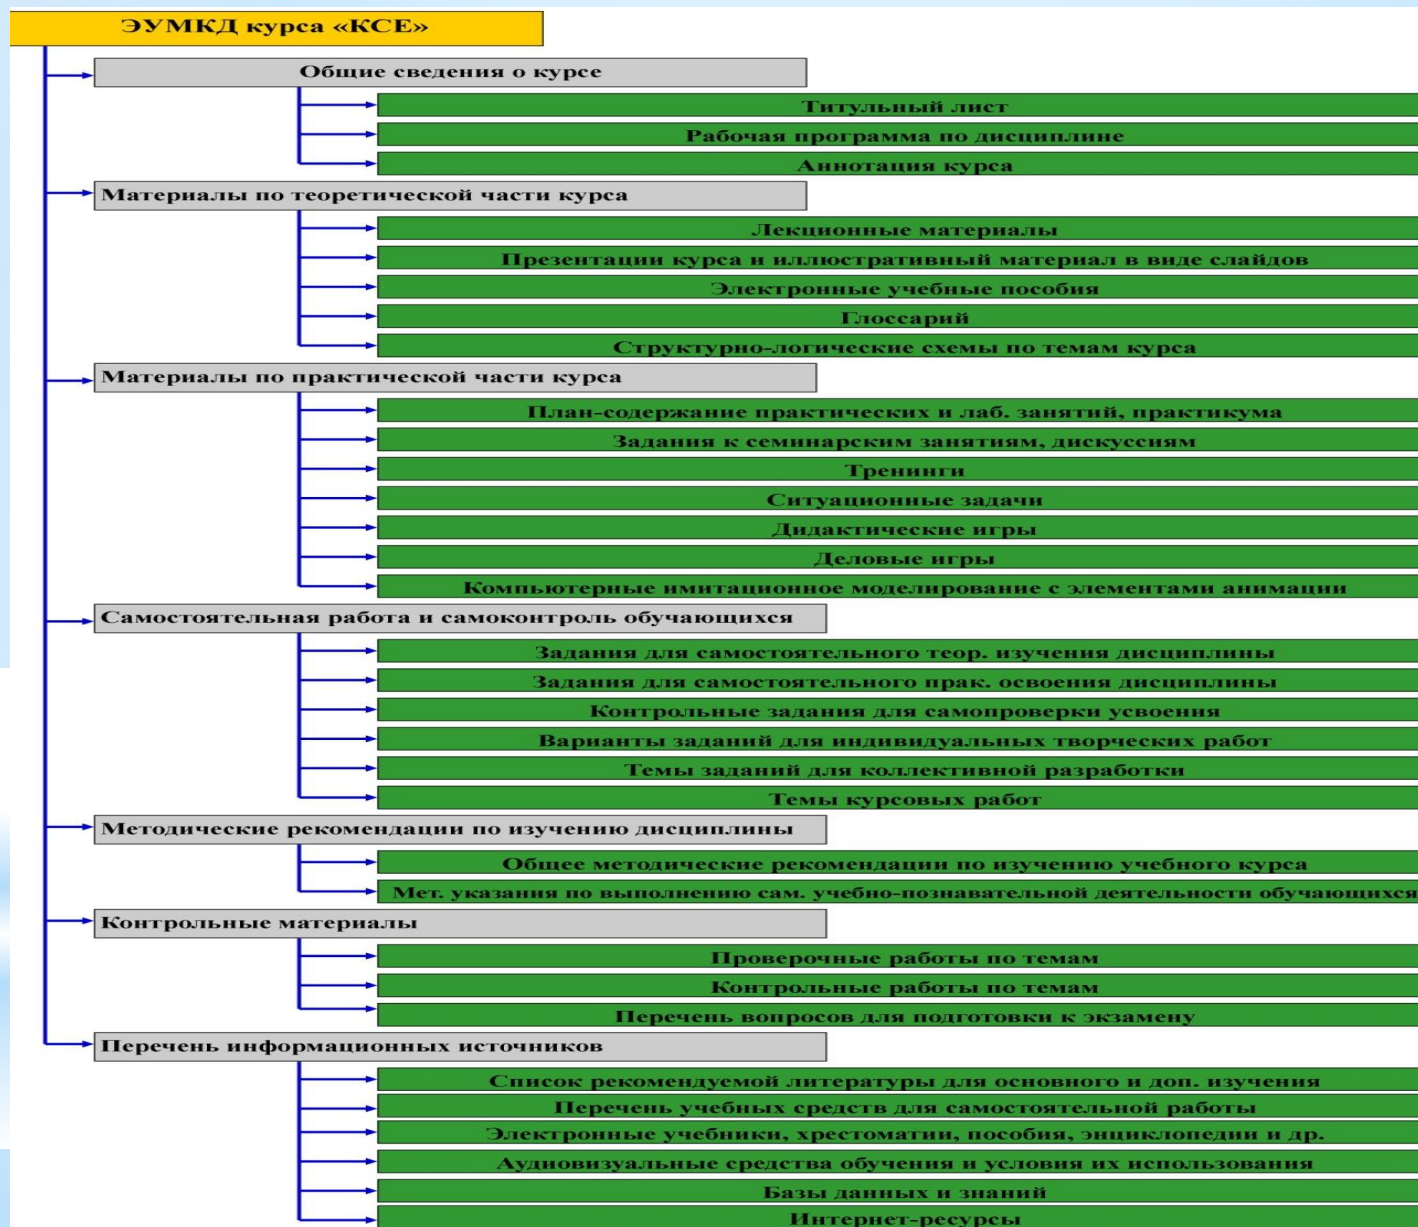 ЭУМКД курса «КСЕ»
Общие сведения о курсе
Титульный лист
Рабочая программа по дисциплине
Аннотация курса
Материалы по теоретической части курса
Лекционные материалы
Презентации курса и иллюстративный материал в виде слайдов
Электронные учебные пособия
Глоссарий
Структурно-логические схемы по темам курса
Материалы по практической части курса
План-содержание практических и лаб. занятий, практикума
Задания к семинарским занятиям, дискуссиям
Тренинги
Ситуационные задачи
Дидактические игры
Деловые игры
Компьютерные имитационное моделирование с элементами анимации
Самостоятельная работа и самоконтроль обучающихся
Задания для самостоятельного теор. изучения дисциплины
Задания для самостоятельного прак. освоения дисциплины
Контрольные задания для самопроверки усвоения
Варианты заданий для индивидуальных творческих работ
Темы заданий для коллективной разработки
Темы курсовых работ
Методические рекомендации по изучению дисциплины
Общее методические рекомендации по изучению учебного курса
Мет. указания по выполнению сам. учебно-познавательной деятельности обучающихся
Контрольные материалы
Проверочные работы по темам
Контрольные работы по темам
Перечень вопросов для подготовки к экзамену
Перечень информационных источников
Список рекомендуемой литературы для основного и доп. изучения
Перечень учебных средств для самостоятельной работы
Электронные учебники, хрестоматии, пособия, энциклопедии и др.
Аудиовизуальные средства обучения и условия их использования
Базы данных и знаний
Интернет-ресурсы